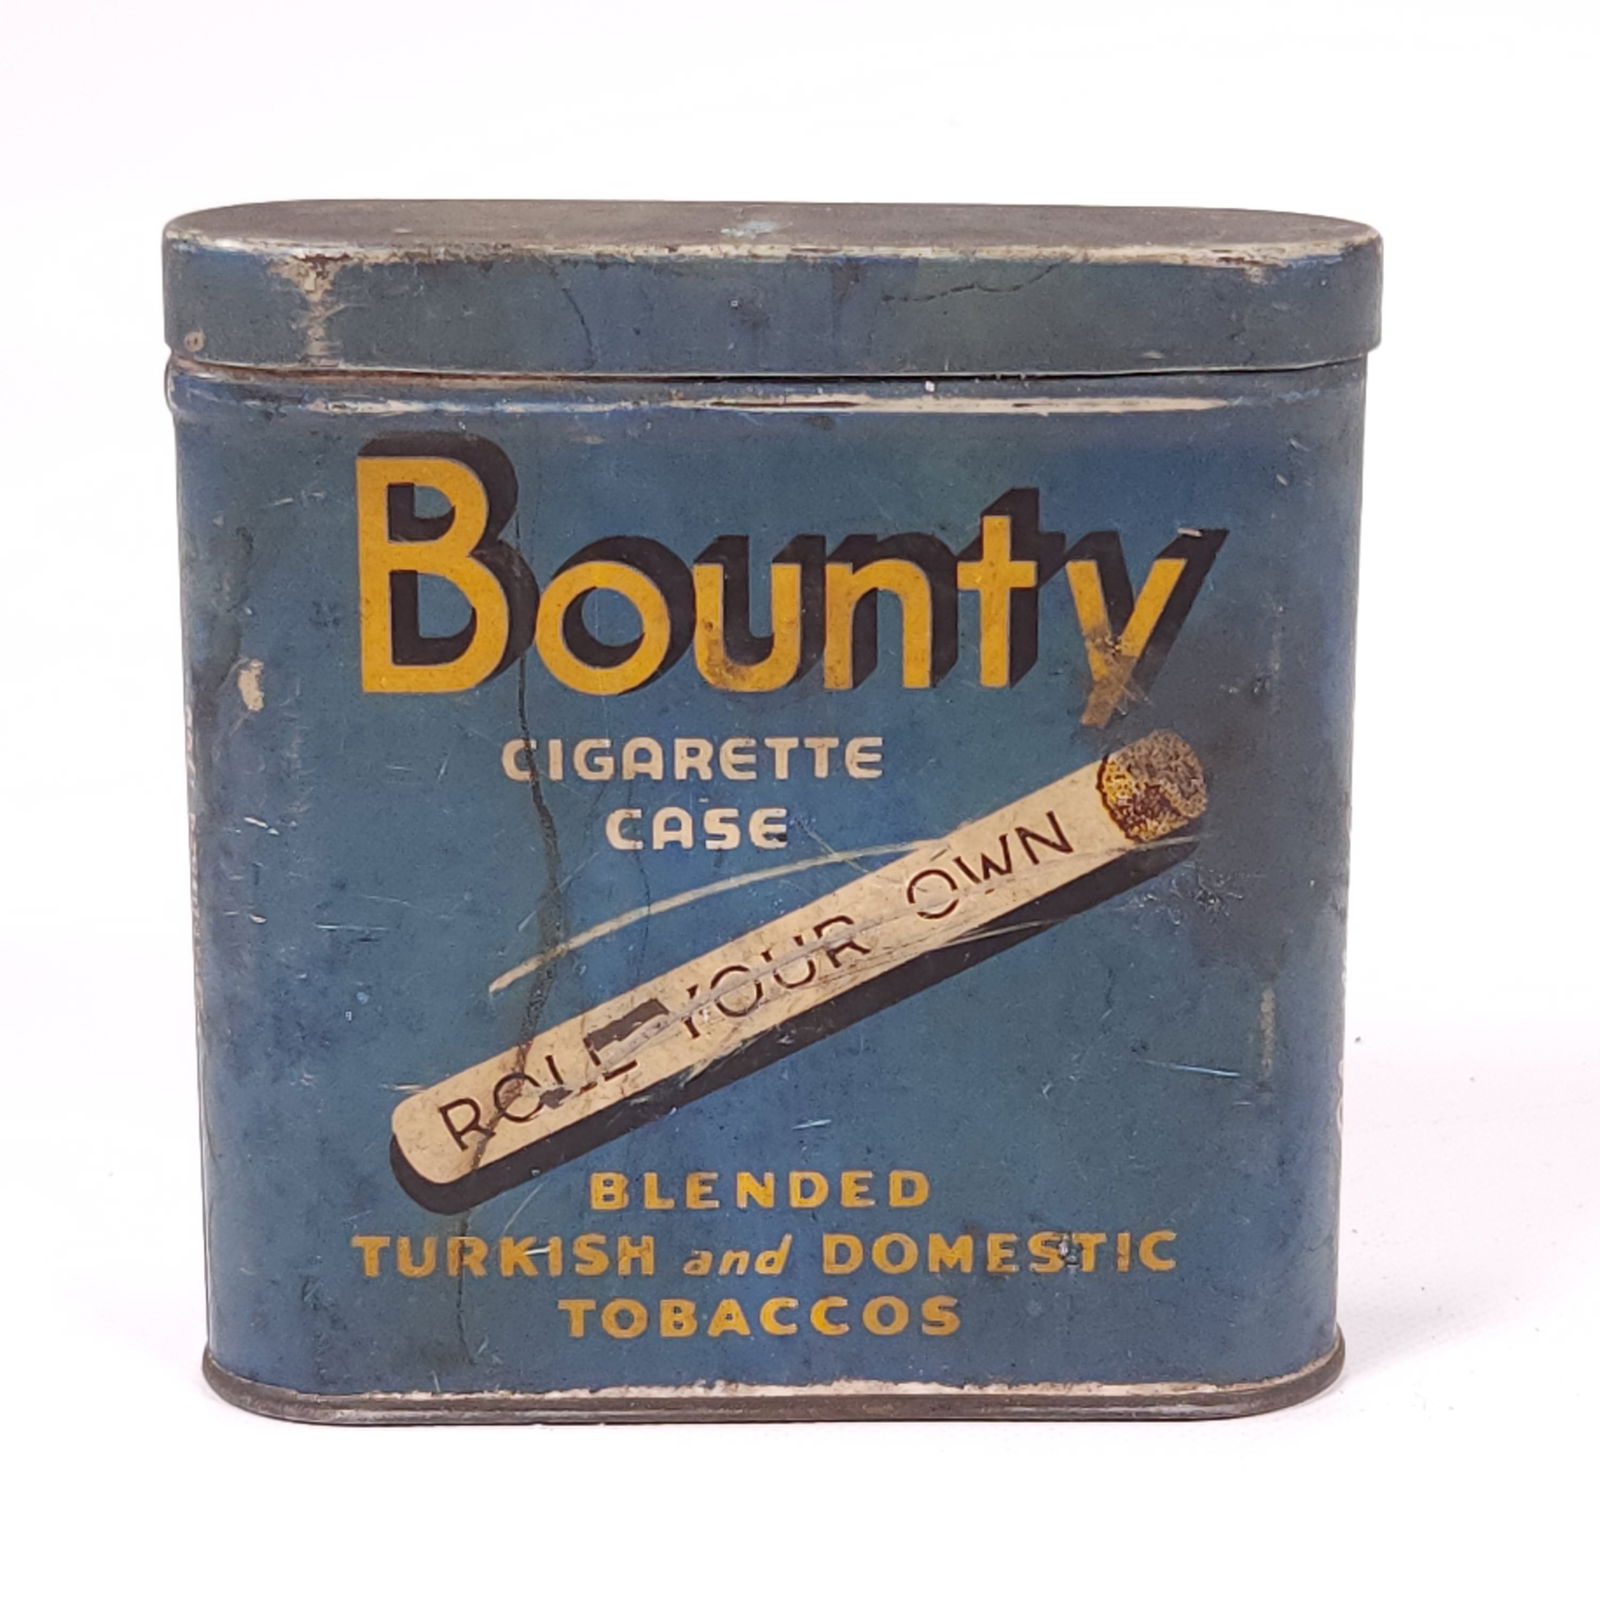 Bounty
CIGARETTE
CASE
ROLL YOUR OWN
BLENDED
TURKISH and DOMESTIC
TOBACCOS